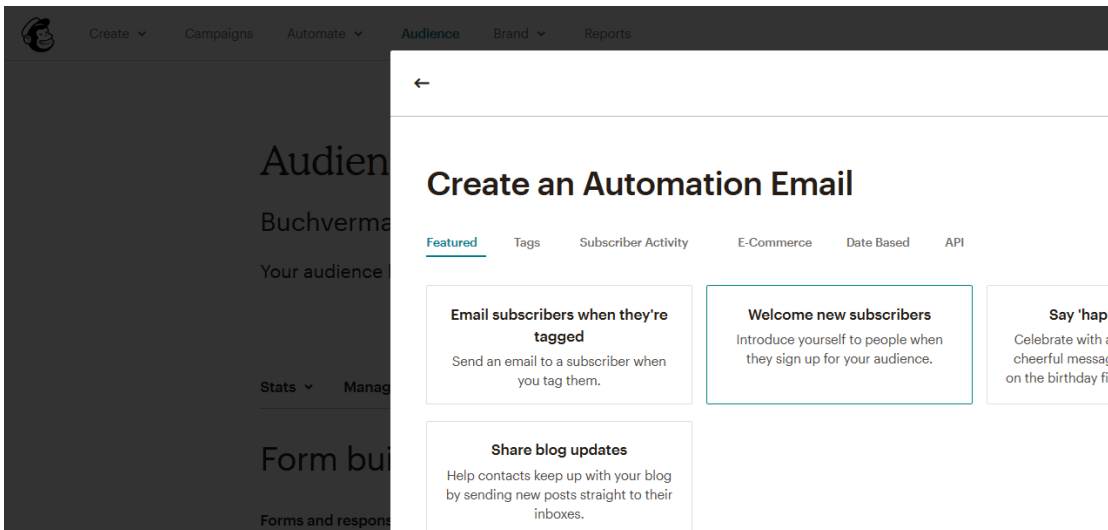 Create Campaigns Automate Audience Brand Reports
Audien
Buchverma
Your audience
Stats Manag
Form bui
Forms and respons
Create an Automation Email
Featured Tags Subscriber Activity E-Commerce Date Based API
Email subscribers when they're
tagged
Send an email to a subscriber when
you tag them.
Welcome new subscribers
Introduce yourself to people when
they sign up for your audience.
Say 'hap
Celebrate with a
cheerful messag
on the birthday fi
Share blog updates
Help contacts keep up with your blog
by sending new posts straight to their
inboxes.